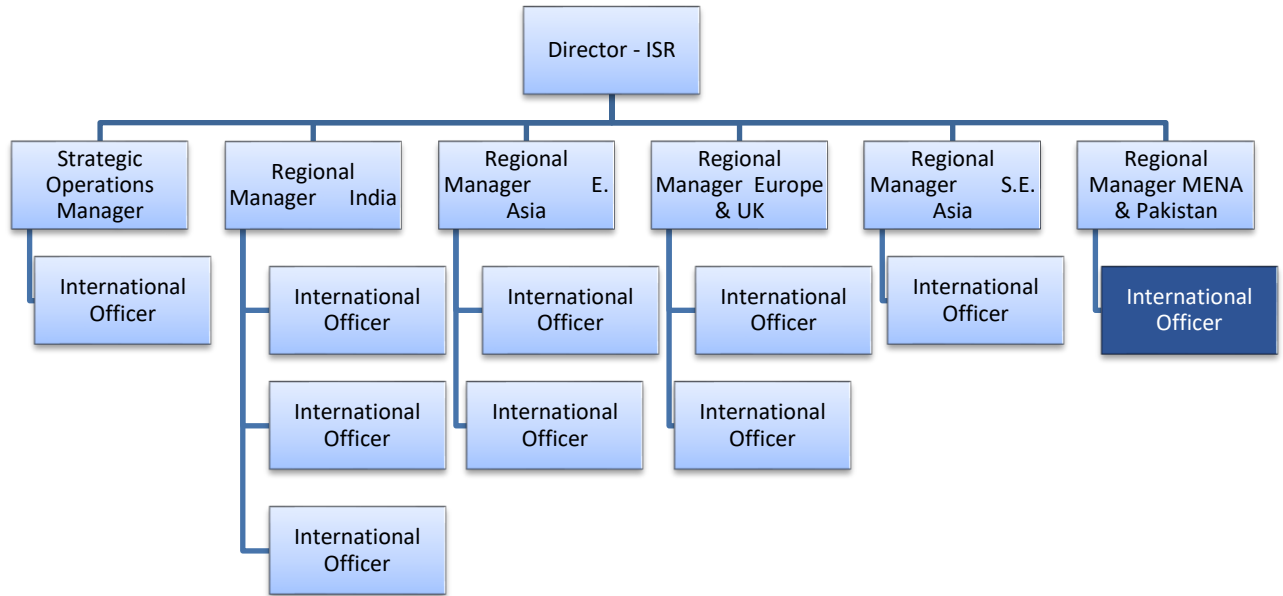 Director - ISR
Strategic
Operations
Manager
Regional
Manager India
Regional
Manager E.
Asia
Regional
Manager Europe
& UK
Regional
Manager S.E.
Asia
Regional
Manager MENA
& Pakistan
International
Officer
International
Officer
International
Officer
International
Officer
International
Officer
International
Officer
International
Officer
International
Officer
International
Officer
International
Officer